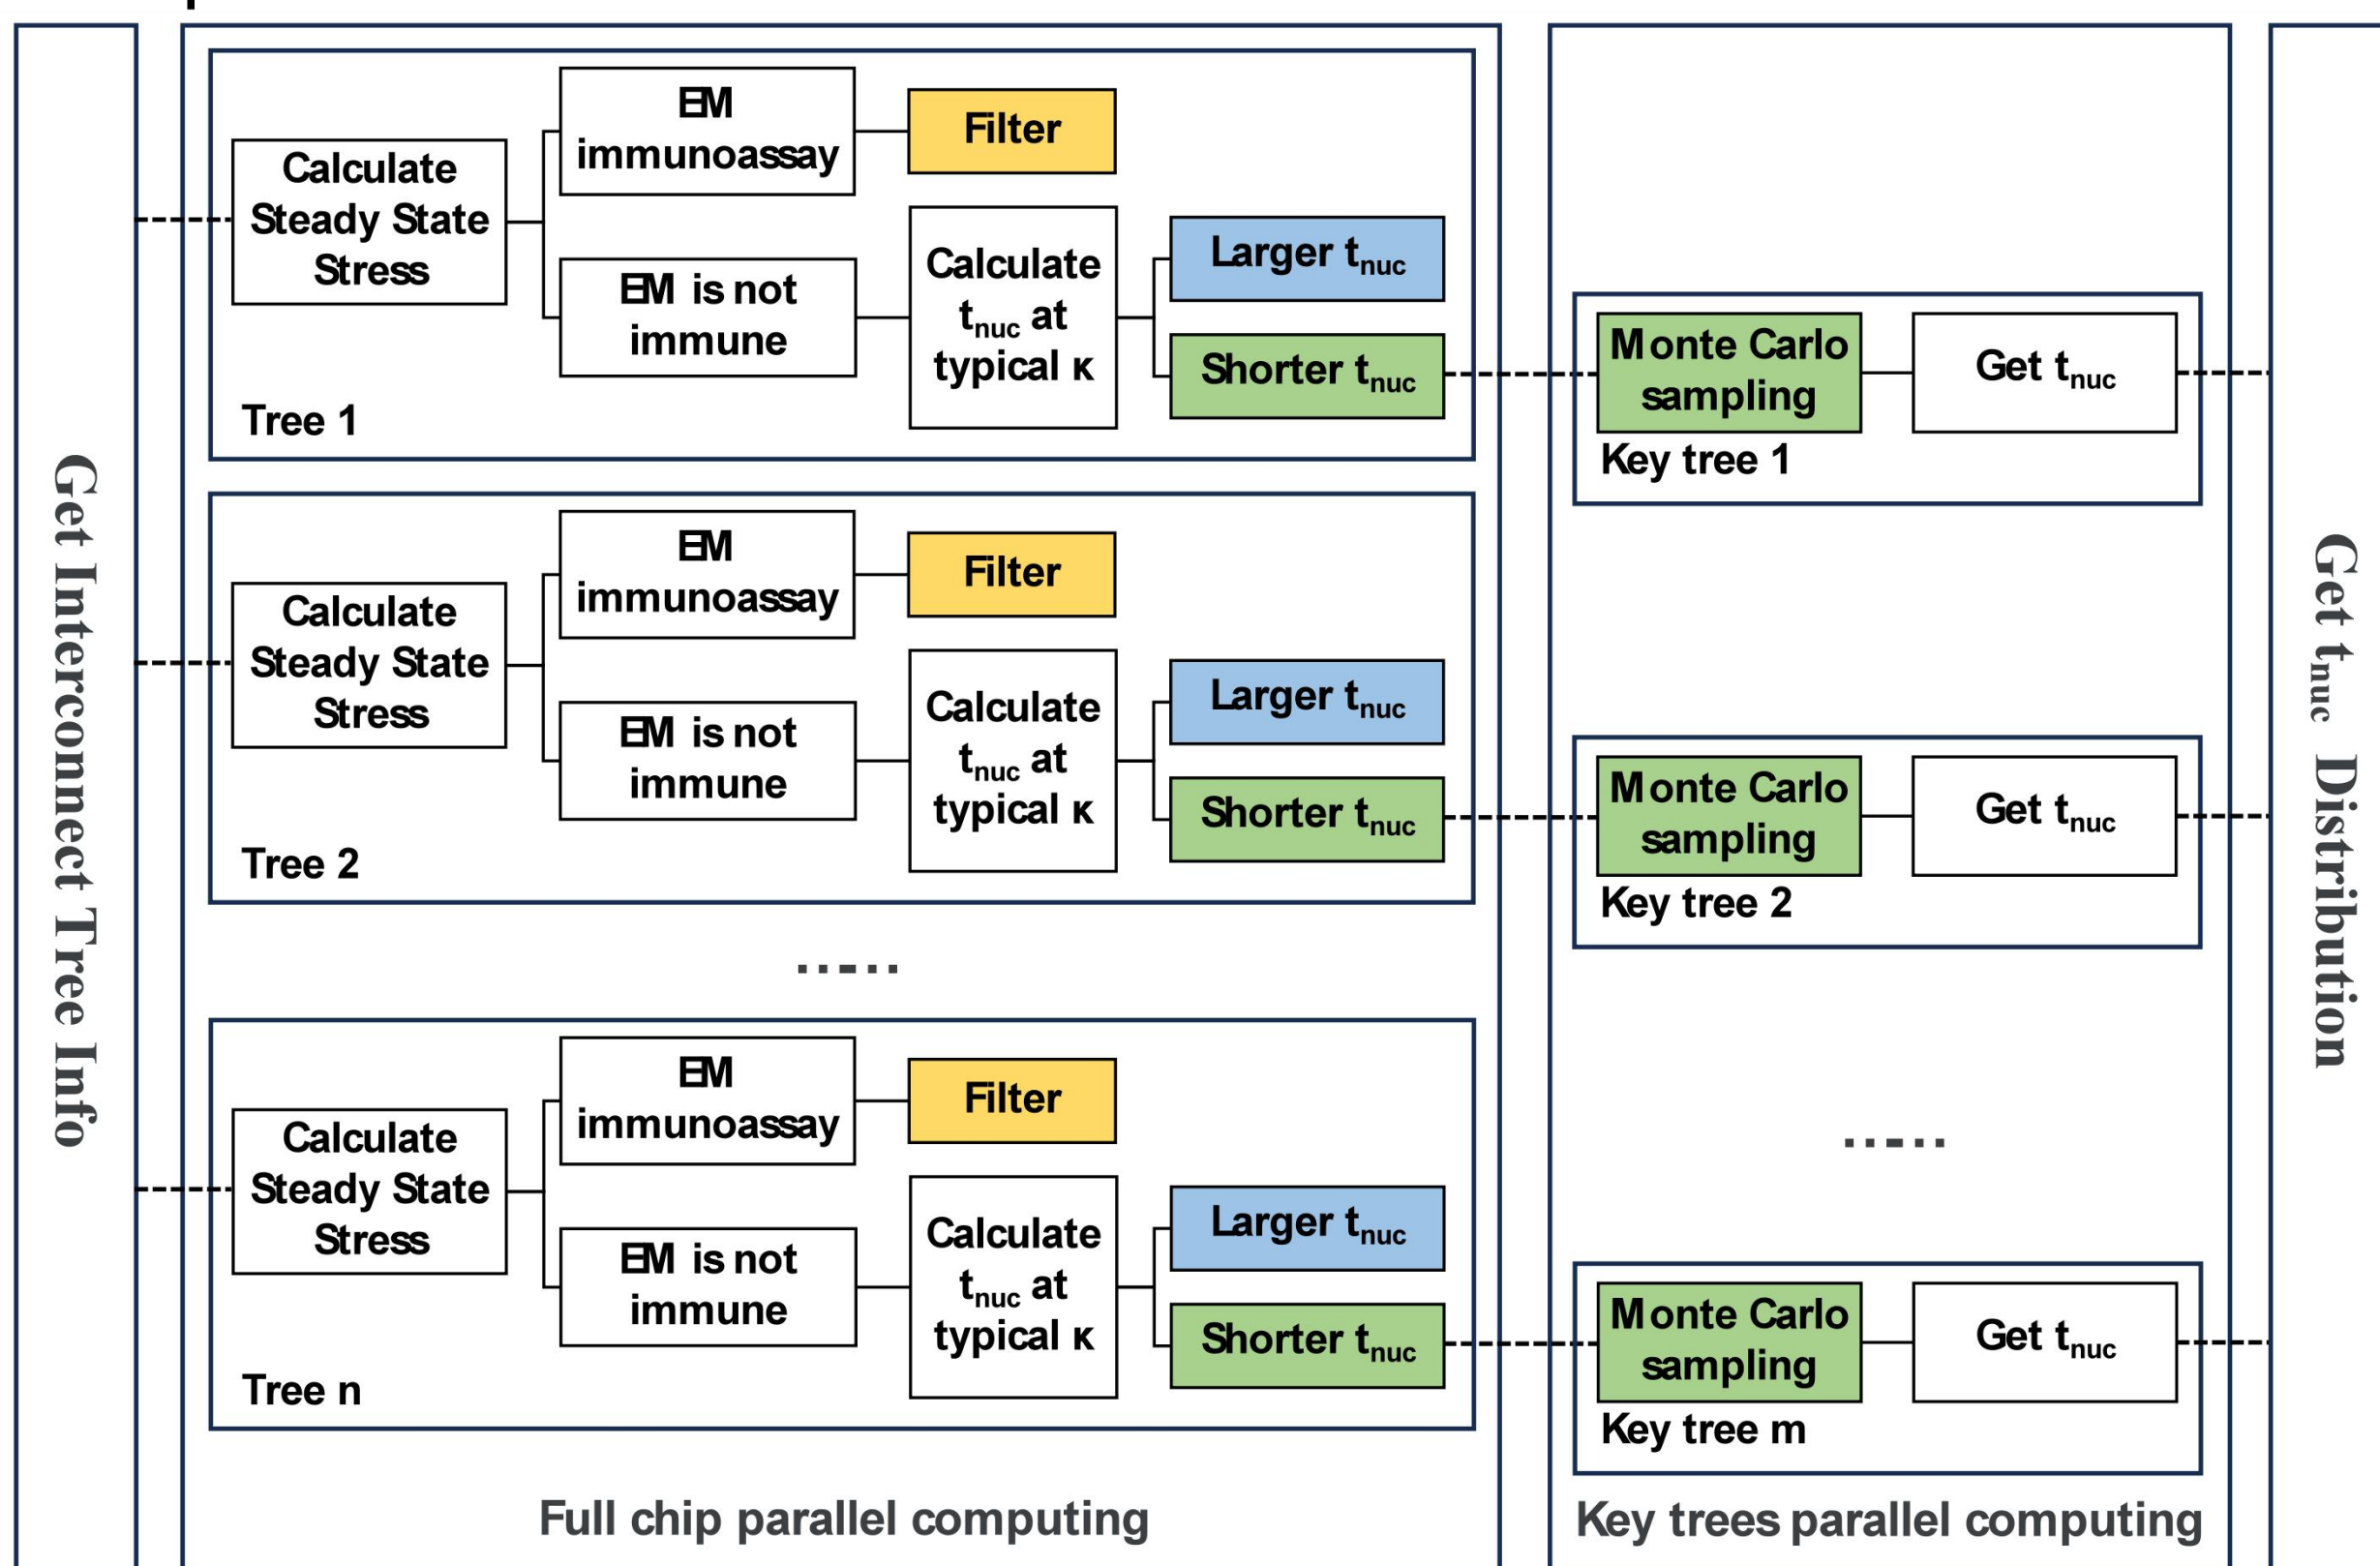 Get Interconnect Tree Info
Calculate
Steady State
Stress
EM
immunoassay
Filter
EM is not
immune
Calculate
tnuc at
typical κ
Larger tnuc
Shorter tnuc
Tree 1
Calculate
Steady State
Stress
EM
immunoassay
Filter
EM is not
immune
Calculate
tnuc at
typical κ
Larger tnuc
Shorter tnuc
Tree 2
......
Calculate
Steady State
Stress
EM
immunoassay
Filter
EM is not
immune
Calculate
tnuc at
typical κ
Larger tnuc
Shorter tnuc
Tree n
Full chip parallel computing
Monte Carlo
sampling
Get tnuc
Key tree 1
Monte Carlo
sampling
Get tnuc
Key tree 2
......
Monte Carlo
sampling
Get tnuc
Key tree m
Key trees parallel computing
Get tnuc Distribution